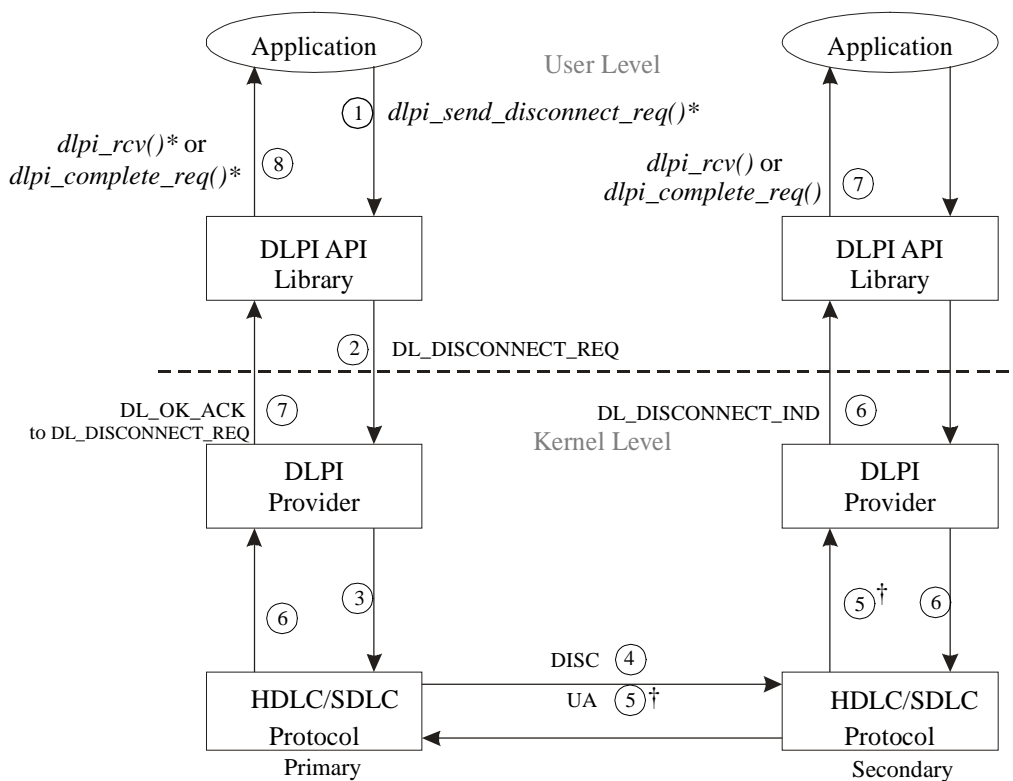 Application
Application
User Level
1
dlpi_send_disconnect_req()*
dlpi_rcv()* or
dlpi_complete_req()*
8
dlpi_rcv() or
dlpi_complete_req()
7
DLPI API
Library
DLPI API
Library
2
DL_DISCONNECT_REQ
DL_OK_ACK
to DL_DISCONNECT_REQ
7
DL_DISCONNECT_IND
6
Kernel Level
DLPI
Provider
DLPI
Provider
3
6
5†
6
DISC 4
UA 5†
HDLC/SDLC
Protocol
Primary
HDLC/SDLC
Protocol
Secondary